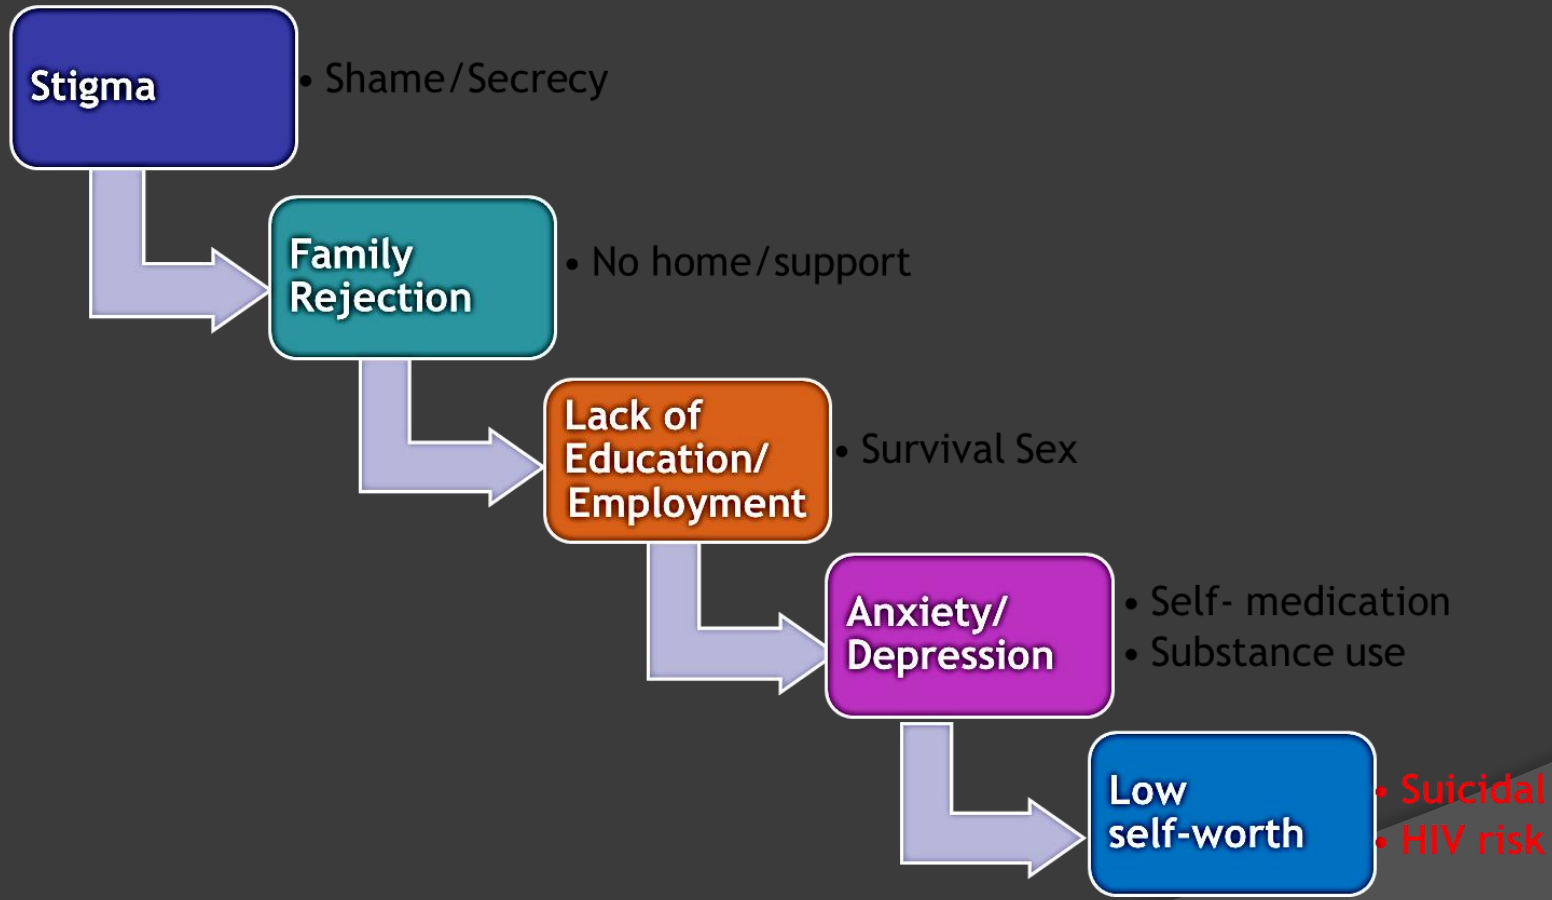 Stigma
• Shame/Secrecy
Family
Rejection
• No home/support
Lack of
Education/
Employment
• Survival Sex
Anxiety/
Depression
• Self- medication
• Substance use
Low
self-worth
• Suicidal
• HIV risk